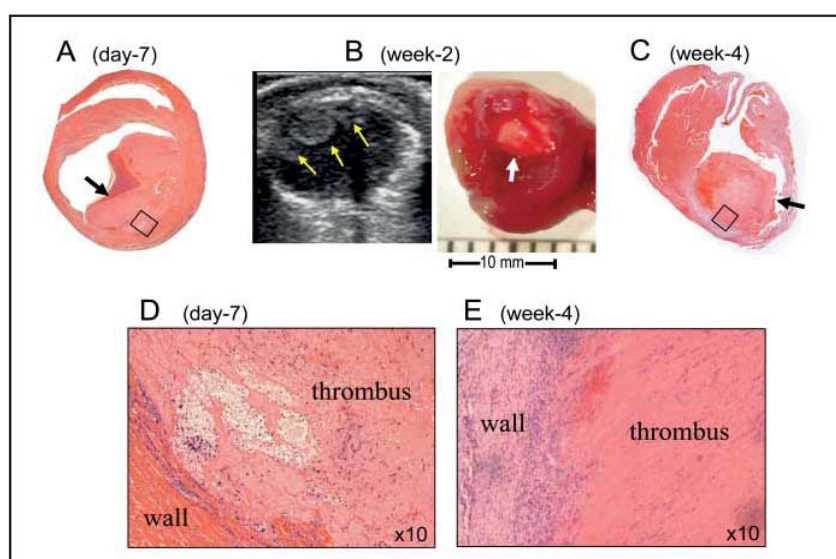 A (day-7)
B (week-2)
C (week-4)
10 mm
D (day-7)
E (week-4)
thrombus
wall
x10
wall
thrombus
x10